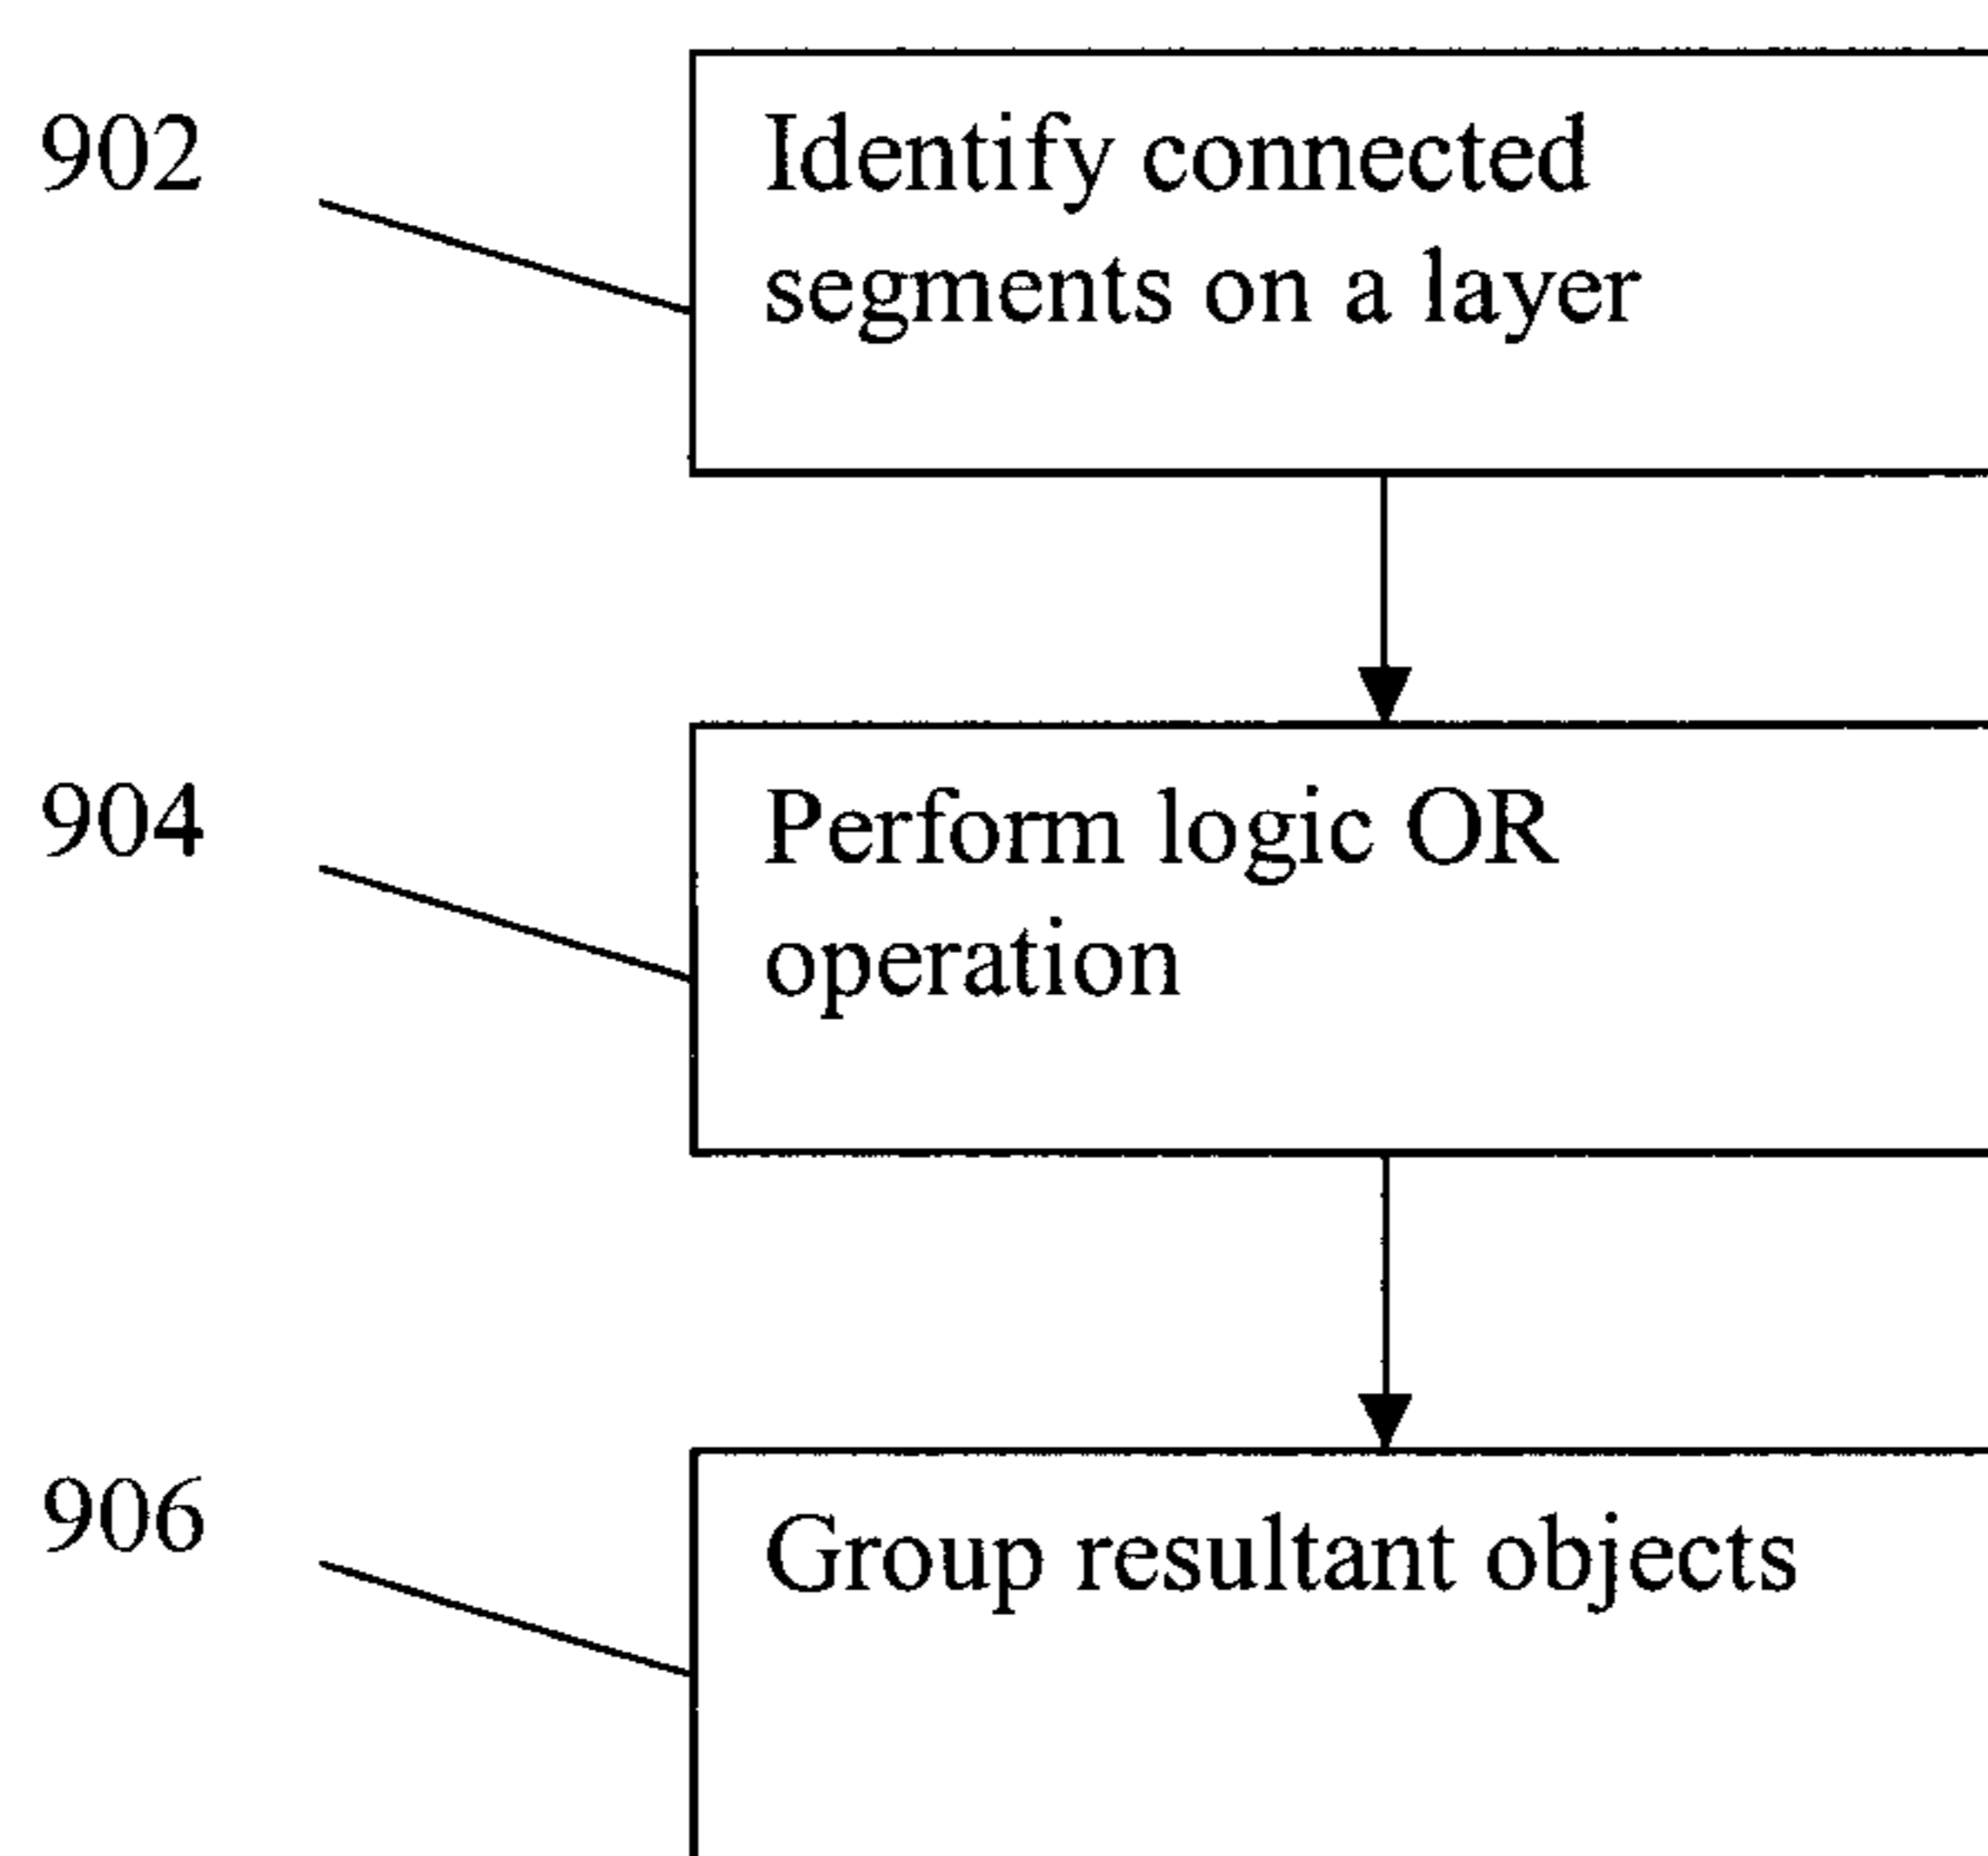 902
Identify connected
segments on a layer
904
Perform logic OR
operation
906
Group resultant objects